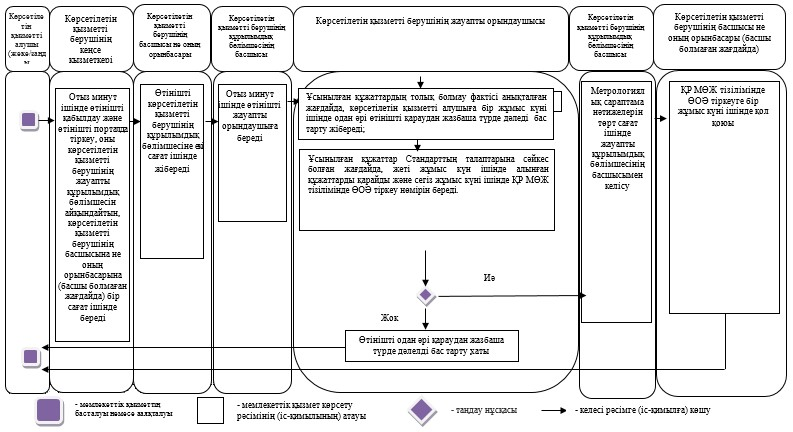 Көрсетіле
тін
қызметті
алушы
Көрсетілетін
қызметті
берушінің
кеңсе
қызметкері
Көрсетілетін
қызметті
берушінің
басшысы не оның
орынбасары
Көрсетілетін
қызметті берушінің
құрылымдық
бөлімшесінің
басшысы
Көрсетілетін қызметті берушінің жауапты орындаушысы
Көрсетілетін
қызметті берушінің
құрылымдық
бөлімшесінің
басшысы
Көрсетілетін қызметті
берушінің басшысы не
оның орынбасары (басшы
болмаған жағдайда)
Отыз минут
ішінде өтінішті
қабылдау және
өтінішті порталда
тіркеу, оны
көрсетілетін
қызметті
берушінің
жауапты
құрылымдық
бөлімшесін
айқындайтын,
көрсетілетін
қызметті
берушінің
басшысына не
оның
орынбасарына
(басшы болмаған
жағдайда) бір
сағат ішінде
береді
Өтінішті
көрсетілетін
қызметті
берушінің
құрылымдық
бөлімшесіне екі
сағат ішінде
жібереді
Отыз минут
ішінде өтінішті
жауапты
орындаушыға
береді
Ұсынылған құжаттардың толық болмау фактісі анықталған
жағдайда, көрсетілетін қызметті алушыға бір жұмыс күні
ішінде одан әрі өтінішті қараудан жазбаша түрде дәлелді бас
тарту жібереді;
Ұсынылған құжаттар Стандарттың талаптарына сәйкес
болған жағдайда, жеті жұмыс күн ішінде алынған
құжаттарды қарайды және сегіз жұмыс күні ішінде ҚР МӨЖ
тізілімінде ӨОӘ тіркеу нөмірін береді.
Иә
Жоқ
Өтінішті одан әрі қараудан жазбаша
түрде дәлелді бас тарту хаты
Метрологиял
ық сараптама
нәтижелерін
төрт сағат
ішінде
жауапты
құрылымдық
бөлімшесінің
басшысымен
келісу
ҚР МӨЖ тізілімінде
ӨОӘ тіркеуге бір
жұмыс күні ішінде қол
қоюы
- мемлекеттік қызметтің
басталуы немесе аяқталуы
- мемлекеттік қызмет көрсету
рәсімінің (іс-қимылының) атауы
- таңдау нұсқасы
- келесі рәсімге (іс-қимылға) көшу